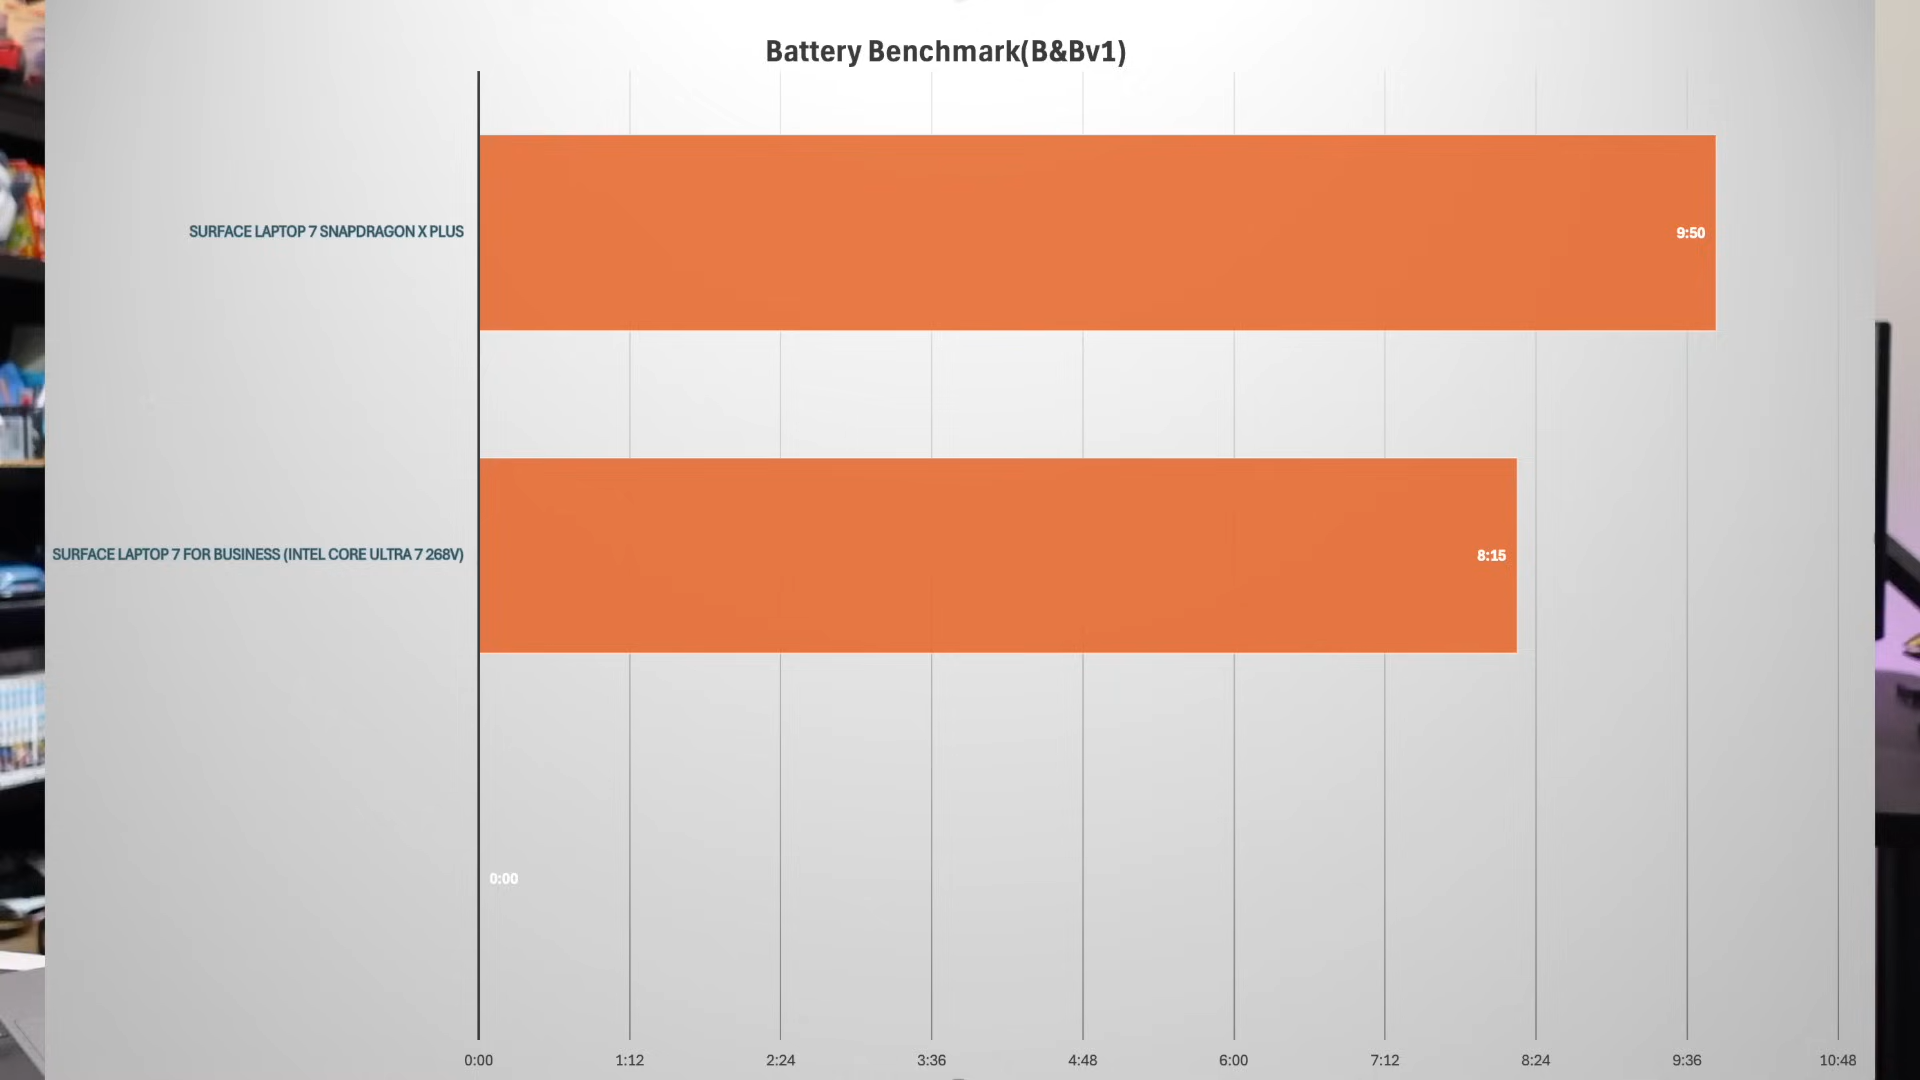 Battery Benchmark(B&Bv1)
SURFACE LAPTOP 7 SNAPDRAGON X PLUS
9:50
SURFACE LAPTOP 7 FOR BUSINESS (INTEL CORE ULTRA 7 268V)
8:15
0:00
0:00 1:12 2:24 3:36 4:48 6:00 7:12 8:24 9:36 10:48